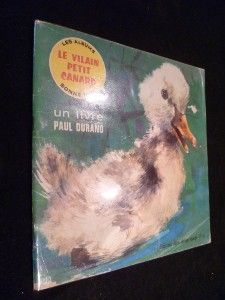 LES ALBUMS
LE VILAIN
PETIT
CANARD
BONNE
un livre
PAUL DURAND